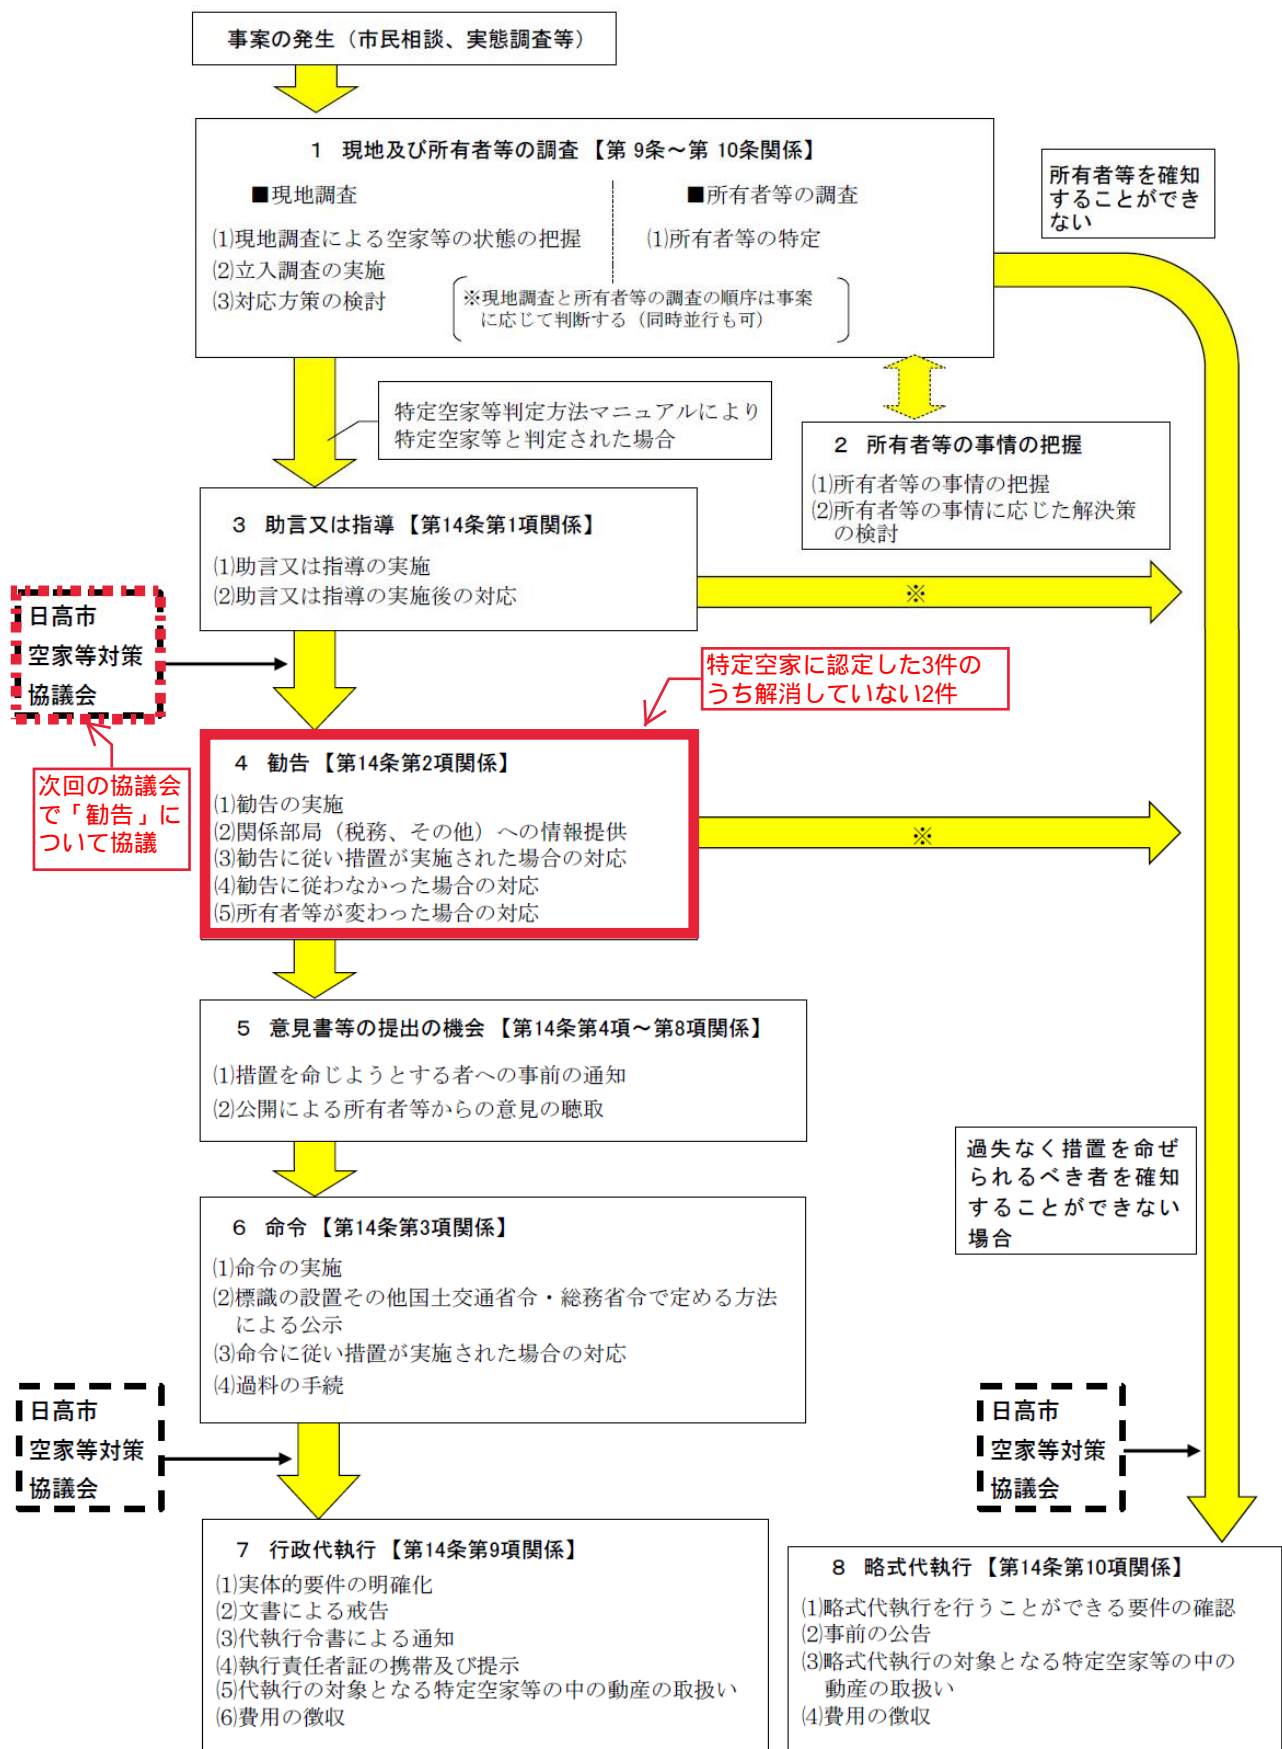 事案の発生（市民相談、実態調査等）
1 現地及び所有者等の調査【第9条～第10条関係】
■現地調査
⑴現地調査による空家等の状態の把握
⑵立入調査の実施
⑶対応方策の検討
■所有者等の調査
⑴所有者等の特定
※現地調査と所有者等の調査の順序は事案
に応じて判断する（同時並行も可）
所有者等を確知
することができ
ない
特定空家等判定方法マニュアルにより
特定空家等と判定された場合
2 所有者等の事情の把握
⑴所有者等の事情の把握
⑵所有者等の事情に応じた解決策
の検討
3 助言又は指導【第14条第1項関係】
⑴助言又は指導の実施
⑵助言又は指導の実施後の対応
※
日高市
空家等対策
協議会
特定空家に認定した3件の
うち解消していない2件
次回の協議会
で「勧告」に
ついて協議
4 勧告【第14条第2項関係】
⑴勧告の実施
⑵関係部局（税務、その他）への情報提供
⑶勧告に従い措置が実施された場合の対応
⑷勧告に従わなかった場合の対応
⑸所有者等が変わった場合の対応
※
5 意見書等の提出の機会【第14条第4項～第8項関係】
⑴措置を命じようとする者への事前の通知
⑵公開による所有者等からの意見の聴取
過失なく措置を命ぜ
られるべき者を確知
することができない
場合
6 命令【第14条第3項関係】
⑴命令の実施
⑵標識の設置その他国土交通省令・総務省令で定める方法
による公示
⑶命令に従い措置が実施された場合の対応
⑷過料の手続
日高市
空家等対策
協議会
日高市
空家等対策
協議会
7 行政代執行【第14条第9項関係】
⑴実体的要件の明確化
⑵文書による戒告
⑶代執行令書による通知
⑷執行責任者証の携帯及び提示
⑸代執行の対象となる特定空家等の中の動産の取扱い
⑹費用の徴収
8 略式代執行【第14条第10項関係】
⑴略式代執行を行うことができる要件の確認
⑵事前の公告
⑶略式代執行の対象となる特定空家等の中の
動産の取扱い
⑷費用の徴収